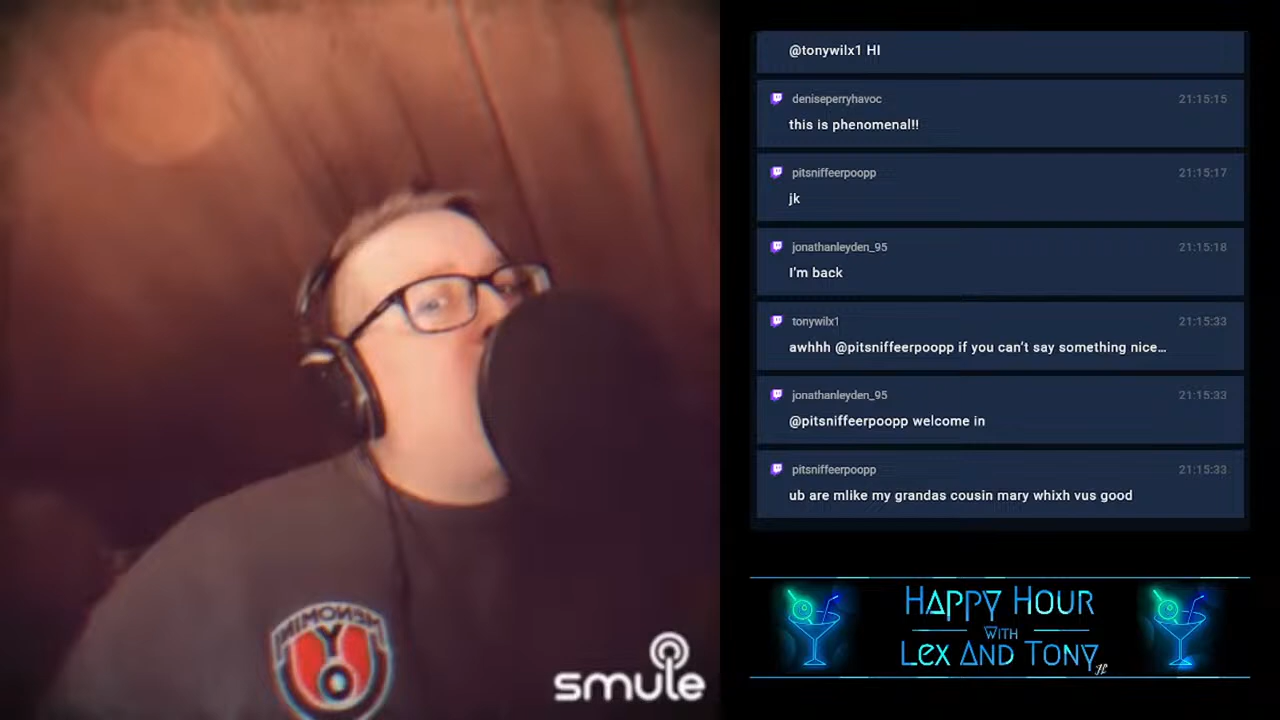 @tonywilx1 HI
deniseperryhavoc 21:15:15
this is phenomenal!!
pitsniffeerpoopp 21:15:17
jk
jonathanleyden_95 21:15:18
I'm back
tonywilx1 21:15:33
awhhh @pitsniffeerpoopp if you can't say something nice...
jonathanleyden_95 21:15:33
@pitsniffeerpoopp welcome in
pitsniffeerpoopp 21:15:33
ub are mlike my grandas cousin mary whixh vus good
HAPPY HOUR
WITH
LEX AND TONY
smule
YO